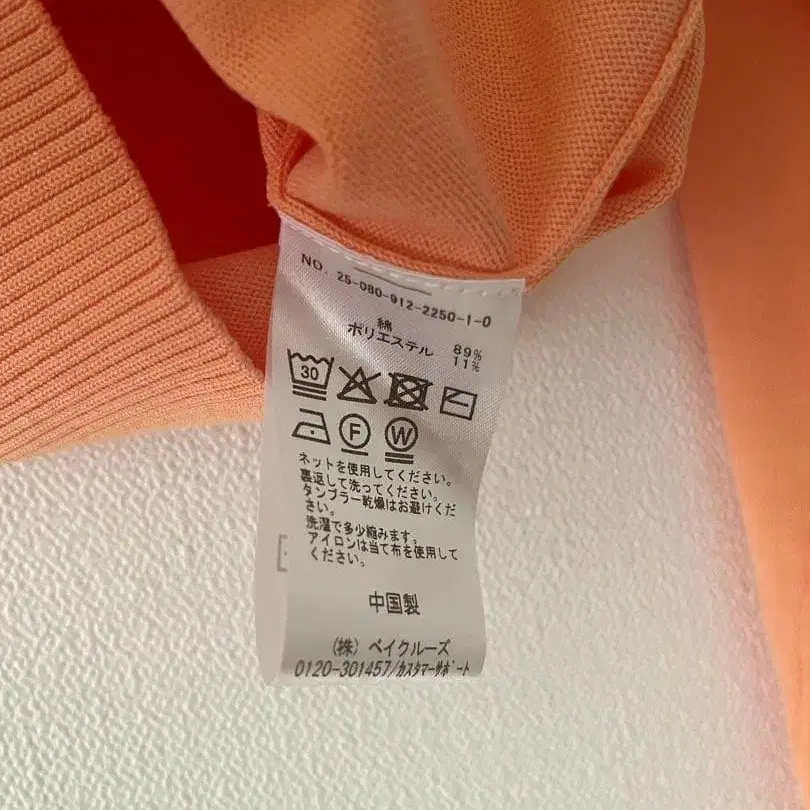 NO. 25-080-912-2250-1-0
綿 89%
ポリエステル 11%
30
F W
ネットを使用してください。
裏返して洗ってください。
タンブラー乾燥はお避けくだ
さい。
洗濯で多少縮みます。
アイロンは当て布を使用して
ください。
中国製
(株) ベイクルーズ
0120-301457/カスタマーサポート